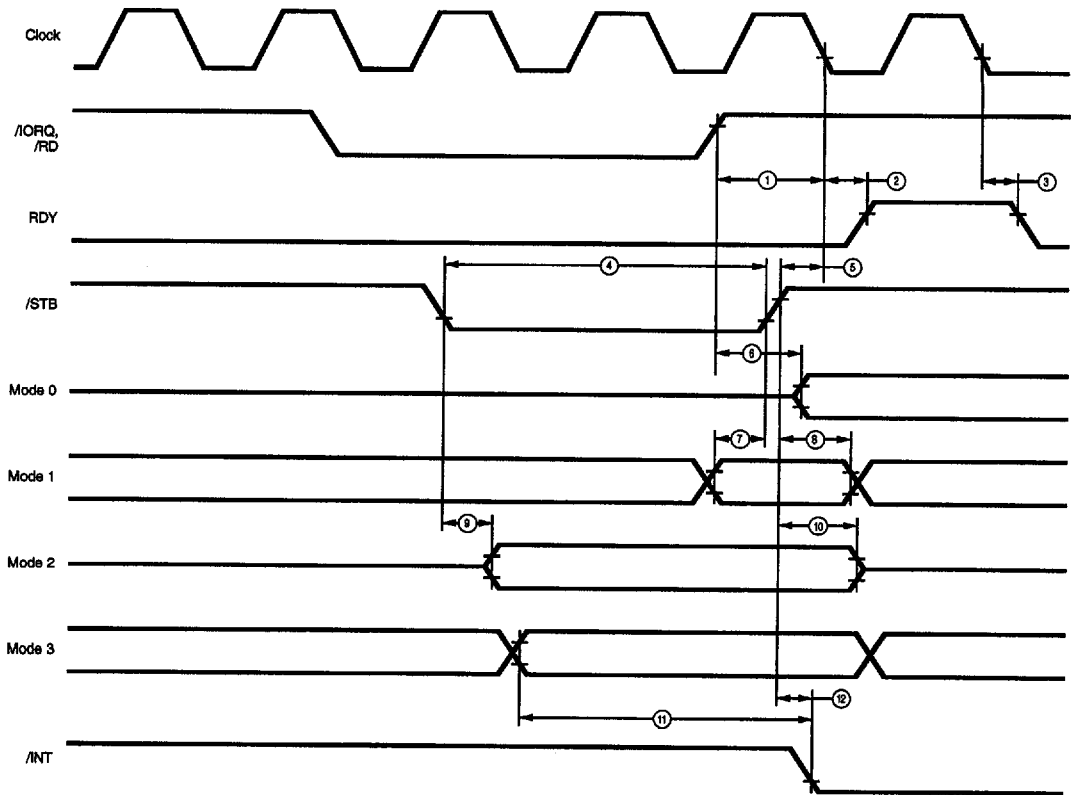 Clock
/IORQ,
/RD
① ② ③
RDY
④ ⑤
/STB
⑥
Mode 0
⑦ ⑧
Mode 1
⑨ ⑩
Mode 2
Mode 3
⑫
⑪
/INT